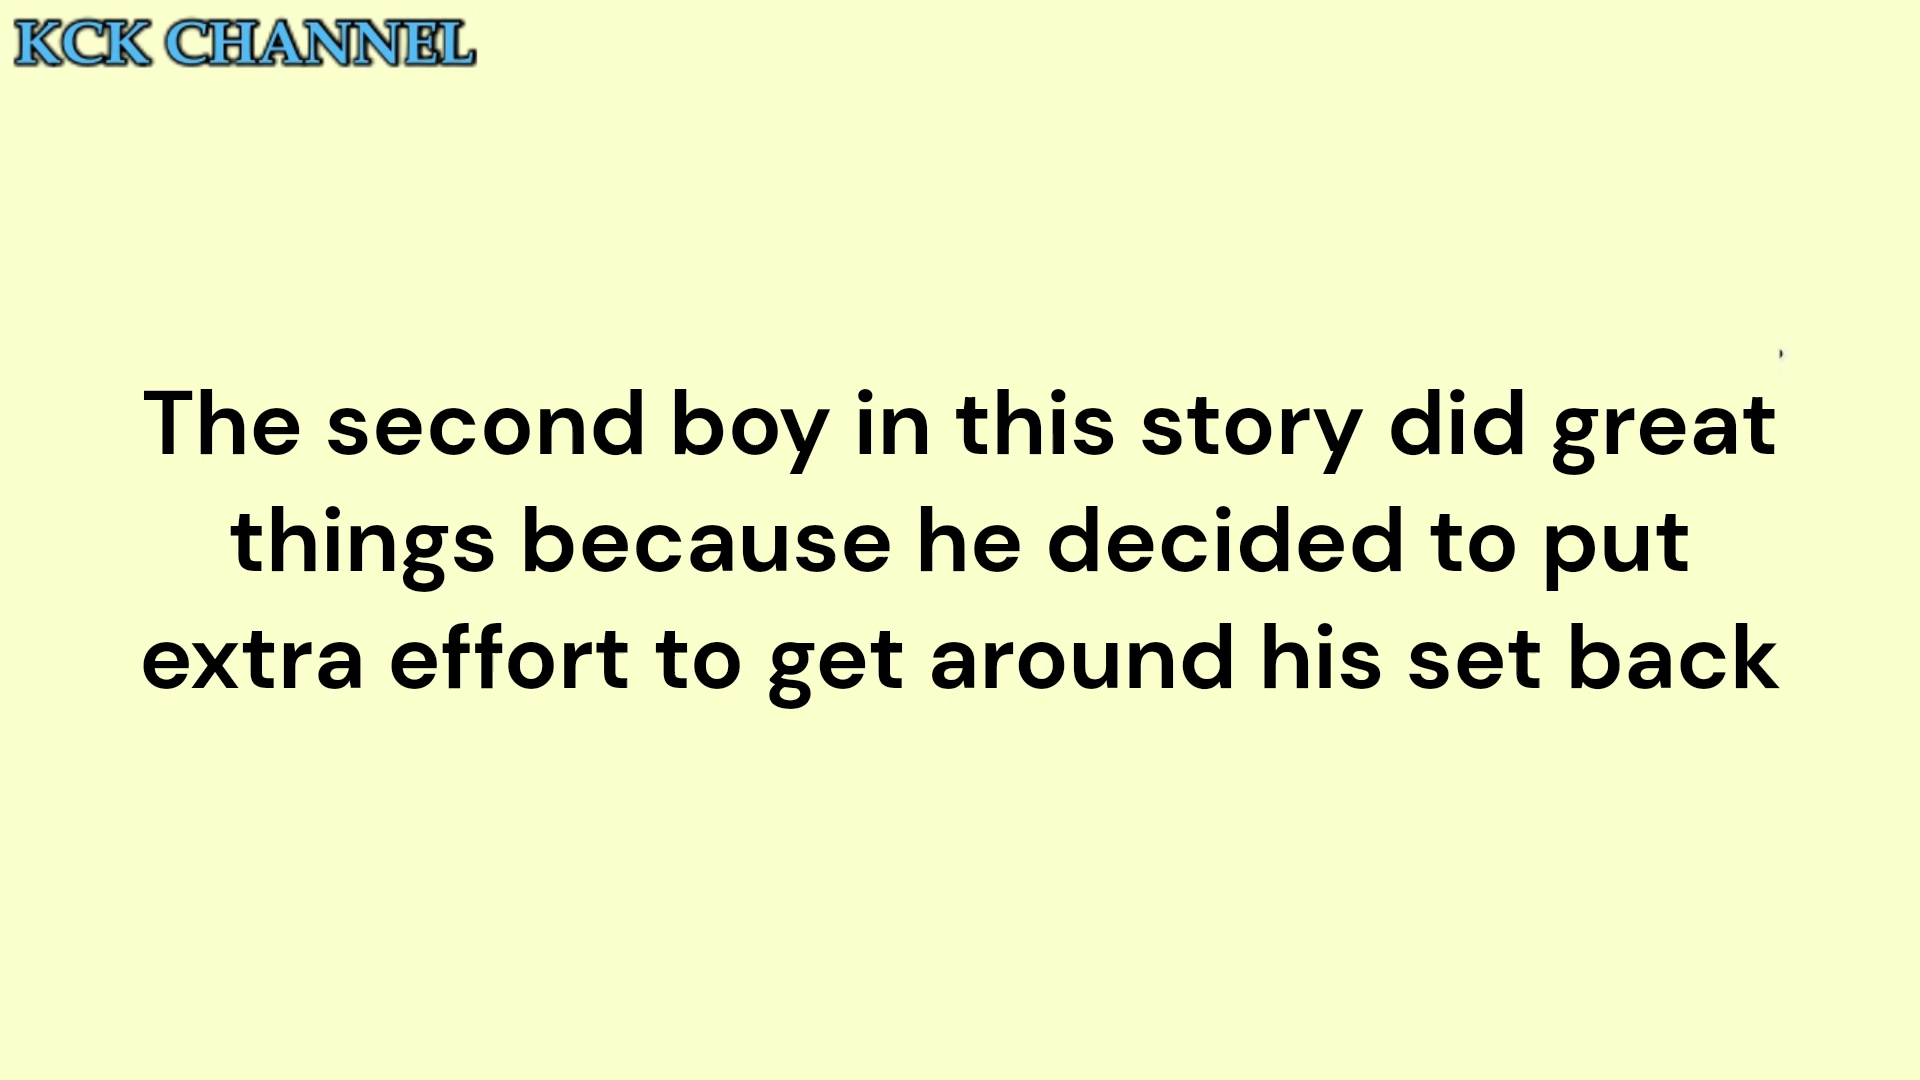 KCK CHANNEL
The second boy in this story did great
things because he decided to put
extra effort to get around his set back